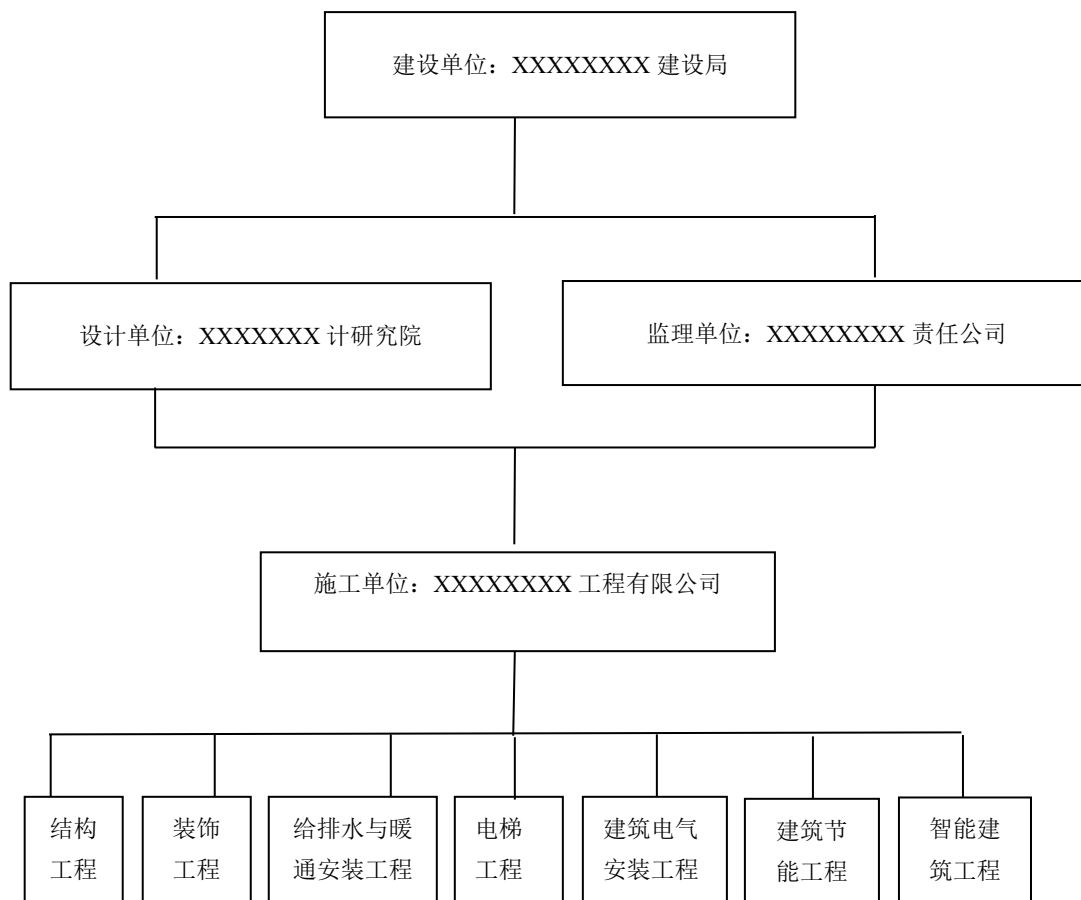 建设单位：XXXXXXXX 建设局
设计单位：XXXXXXX 计研究院
监理单位：XXXXXXXX 责任公司
施工单位：XXXXXXXX 工程有限公司
结构
工程
装饰
工程
给排水与暖
通安装工程
电梯
工程
建筑电气
安装工程
建筑节
能工程
智能建
筑工程